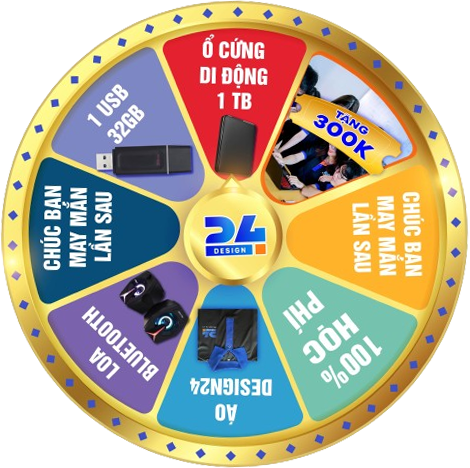 Ổ CỨNG
DI ĐỘNG
1 TB
TẶNG
300K
CHÚC BẠN
MAY MẮN
LẦN SAU
100%
HỌC
PHÍ
ÁO
DESIGN24
LOA
BLUETOOTH
CHÚC BẠN
MAY MẮN
LẦN SAU
1 USB
32GB
24
DESIGN